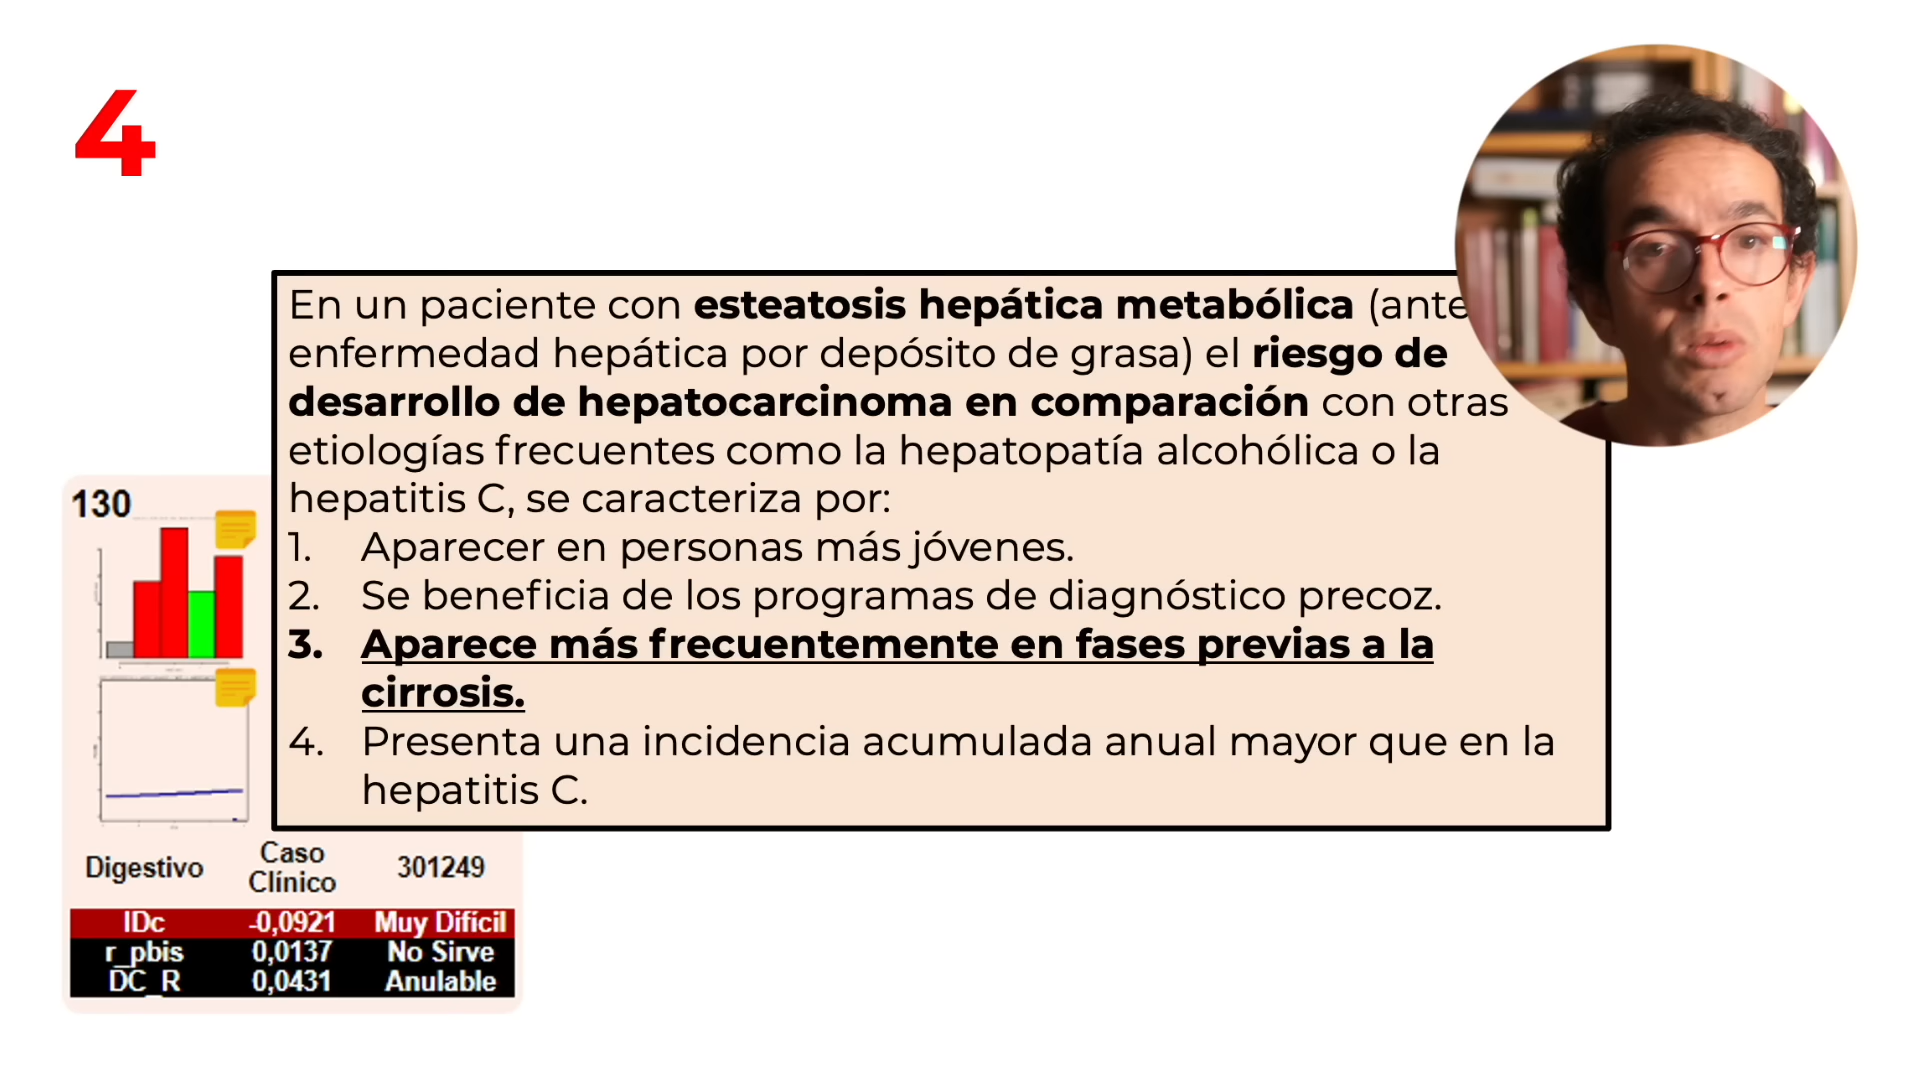 4
En un paciente con esteatosis hepática metabólica (ante
enfermedad hepática por depósito de grasa) el riesgo de
desarrollo de hepatocarcinoma en comparación con otras
etiologías frecuentes como la hepatopatía alcohólica o la
hepatitis C, se caracteriza por:
1. Aparecer en personas más jóvenes.
2. Se beneficia de los programas de diagnóstico precoz.
3. Aparece más frecuentemente en fases previas a la
cirrosis.
4. Presenta una incidencia acumulada anual mayor que en la
hepatitis C.
130
Digestivo Caso Clínico 301249
IDc -0,0921 Muy Difícil
r_pbis 0,0137 No Sirve
DC_R 0,0431 Anulable